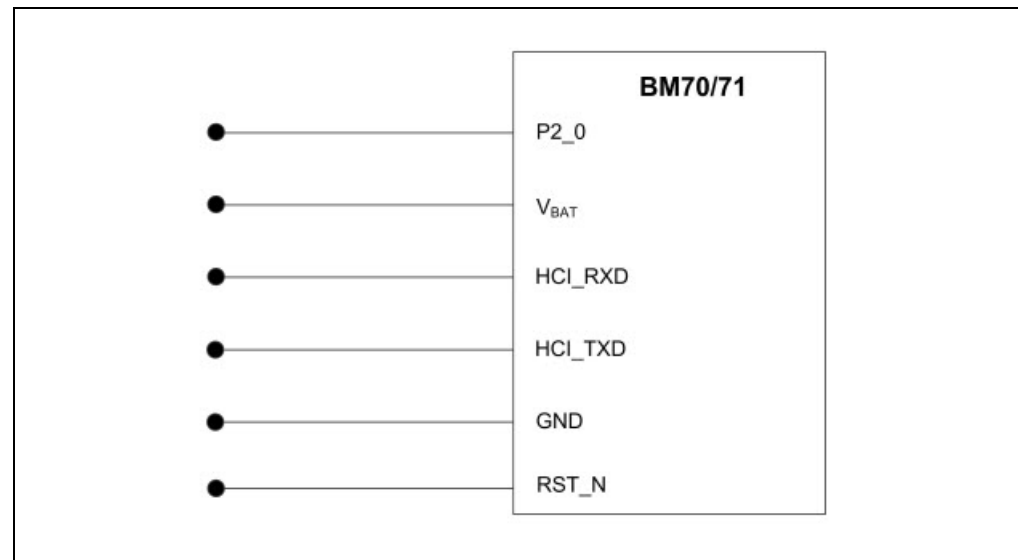 BM70/71
P2_0
VBAT
HCI_RXD
HCI_TXD
GND
RST_N